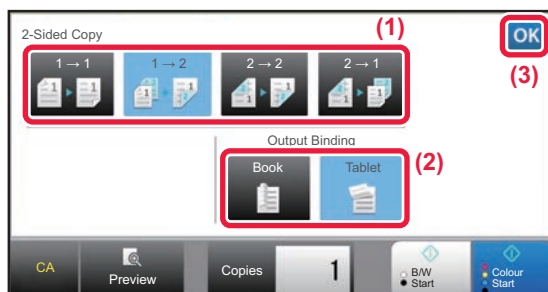 2-Sided Copy
(1)
OK
(3)
1 → 1
1 → 2
2 → 2
2 → 1
Output Binding
Book
Tablet
(2)
CA
Preview
Copies
1
B/W
Start
Colour
Start